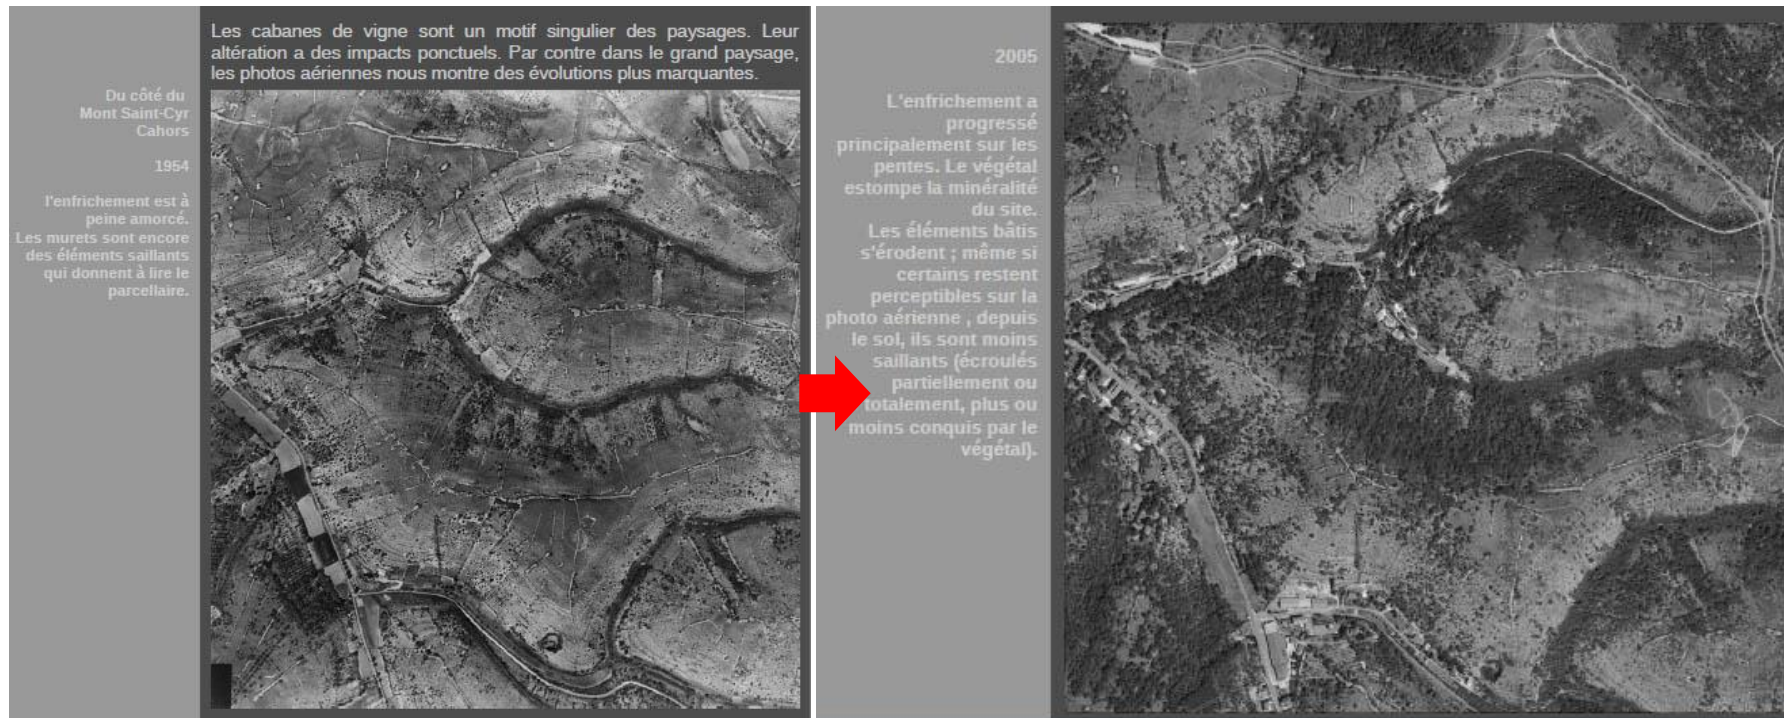 Les cabanes de vigne sont un motif singulier des paysages. Leur
altération a des impacts ponctuels. Par contre dans le grand paysage,
les photos aériennes nous montre des évolutions plus marquantes.
Du côté du
Mont Saint-Cyr
Cahors
1954
l'enfrichement est à
peine amorcé.
Les murets sont encore
des éléments saillants
qui donnent à lire le
parcellaire.
2005
L'enfrichement a
progressé
principalement sur les
pentes. Le végétal
estompe la minéralité
du site.
Les éléments bâtis
s'érodent ; même si
certains restent
perceptibles sur la
photo aérienne , depuis
le sol, ils sont moins
saillants (écroulés
partiellement ou
totalement, plus ou
moins conquis par le
végétal).